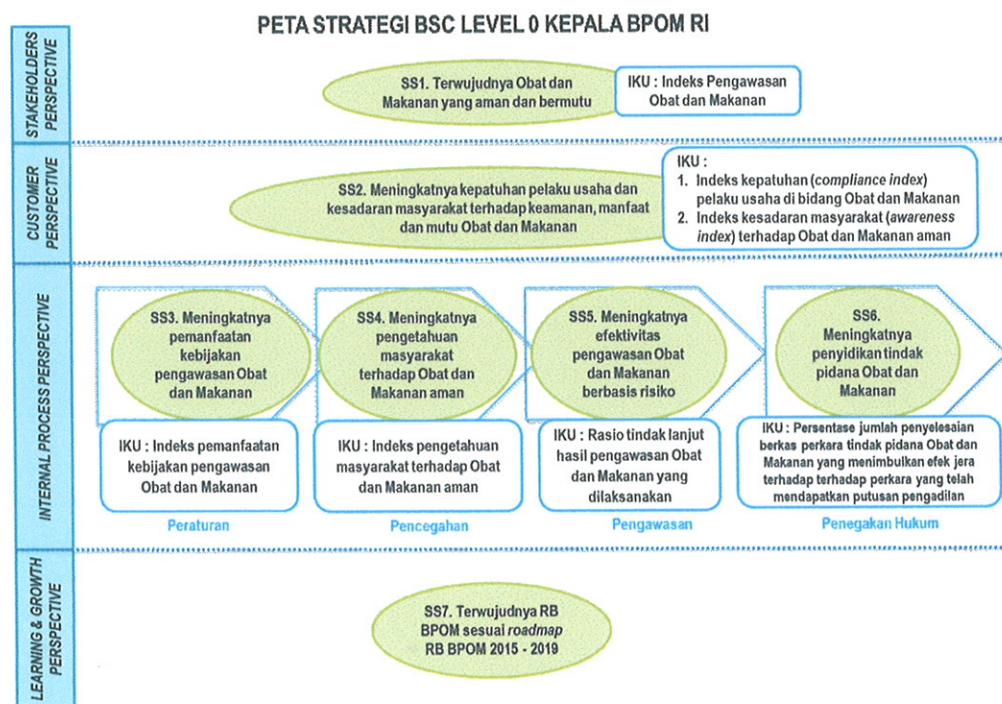 PETA STRATEGI BSC LEVEL 0 KEPALA BPOM RI
STAKEHOLDERS
PERSPECTIVE
SS1. Terwujudnya Obat dan
Makanan yang aman dan bermutu
IKU : Indeks Pengawasan
Obat dan Makanan
CUSTOMER
PERSPECTIVE
SS2. Meningkatnya kepatuhan pelaku usaha dan
kesadaran masyarakat terhadap keamanan, manfaat
dan mutu Obat dan Makanan
IKU :
1. Indeks kepatuhan (compliance index)
pelaku usaha di bidang Obat dan Makanan
2. Indeks kesadaran masyarakat (awareness
index) terhadap Obat dan Makanan aman
INTERNAL PROCESS PERSPECTIVE
SS3. Meningkatnya
pemanfaatan
kebijakan
pengawasan Obat
dan Makanan
IKU : Indeks pemanfaatan
kebijakan pengawasan
Obat dan Makanan
Peraturan
SS4. Meningkatnya
pengetahuan
masyarakat
terhadap Obat dan
Makanan aman
IKU : Indeks pengetahuan
masyarakat terhadap Obat
dan Makanan aman
Pencegahan
SS5. Meningkatnya
efektivitas
pengawasan Obat
dan Makanan
berbasis risiko
IKU : Rasio tindak lanjut
hasil pengawasan Obat
dan Makanan yang
dilaksanakan
Pengawasan
SS6.
Meningkatnya
penyidikan tindak
pidana Obat dan
Makanan
IKU : Persentase jumlah penyelesaian
berkas perkara tindak pidana Obat dan
Makanan yang menimbulkan efek jera
terhadap terhadap perkara yang telah
mendapatkan putusan pengadilan
Penegakan Hukum
LEARNING & GROWTH
PERSPECTIVE
SS7. Terwujudnya RB
BPOM sesuai roadmap
RB BPOM 2015 - 2019